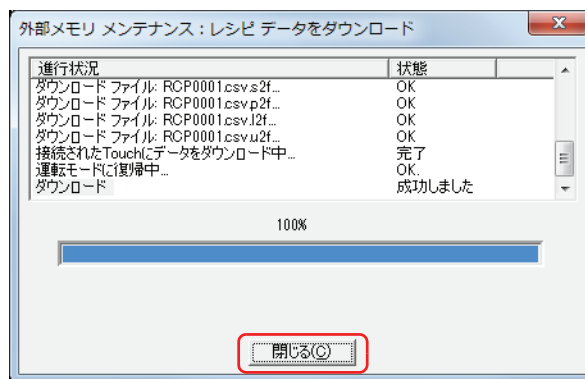 外部メモリ メンテナンス：レシピ データをダウンロード
進行状況 状態
ダウンロード ファイル: RCP0001.csv.s2f... OK
ダウンロード ファイル: RCP0001.csv.p2f... OK
ダウンロード ファイル: RCP0001.csv.l2f... OK
ダウンロード ファイル: RCP0001.csv.u2f... OK
接続されたTouchにデータをダウンロード中... 完了
運転モードに復帰中... OK.
ダウンロード 成功しました
100%
閉じる(C)